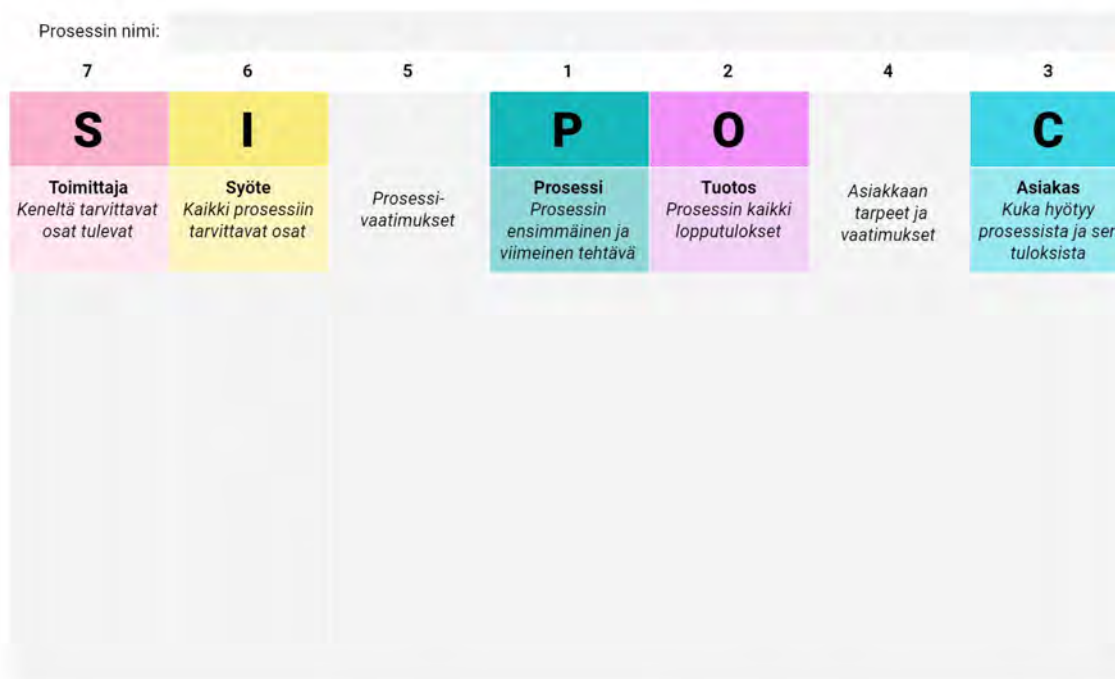 Prosessin nimi:
7 6 5 1 2 4 3
S I P O C
Toimittaja
Keneltä tarvittavat
osat tulevat
Syöte
Kaikki prosessiin
tarvittavat osat
Prosessi-
vaatimukset
Prosessi
Prosessin
ensimmäinen ja
viimeinen tehtävä
Tuotos
Prosessin kaikki
lopputulokset
Asiakkaan
tarpeet ja
vaatimukset
Asiakas
Kuka hyötyy
prosessista ja sen
tuloksista